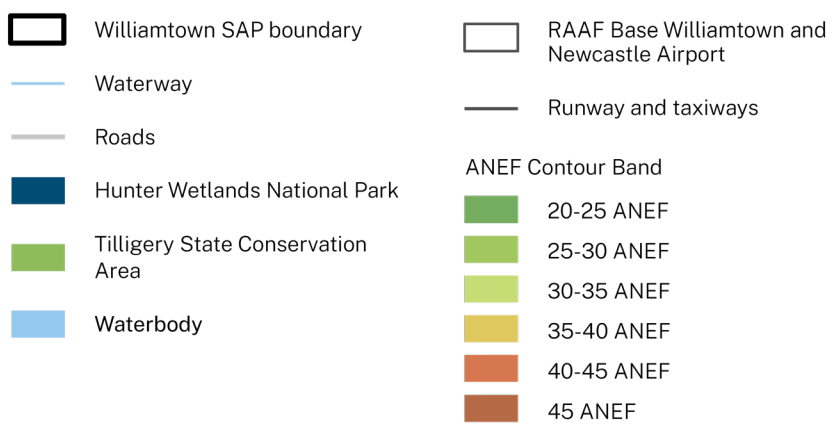 Williamtown SAP boundary
Waterway
Roads
Hunter Wetlands National Park
Tilligery State Conservation
Area
Waterbody
RAAF Base Williamtown and
Newcastle Airport
Runway and taxiways
ANEF Contour Band
20-25 ANEF
25-30 ANEF
30-35 ANEF
35-40 ANEF
40-45 ANEF
45 ANEF